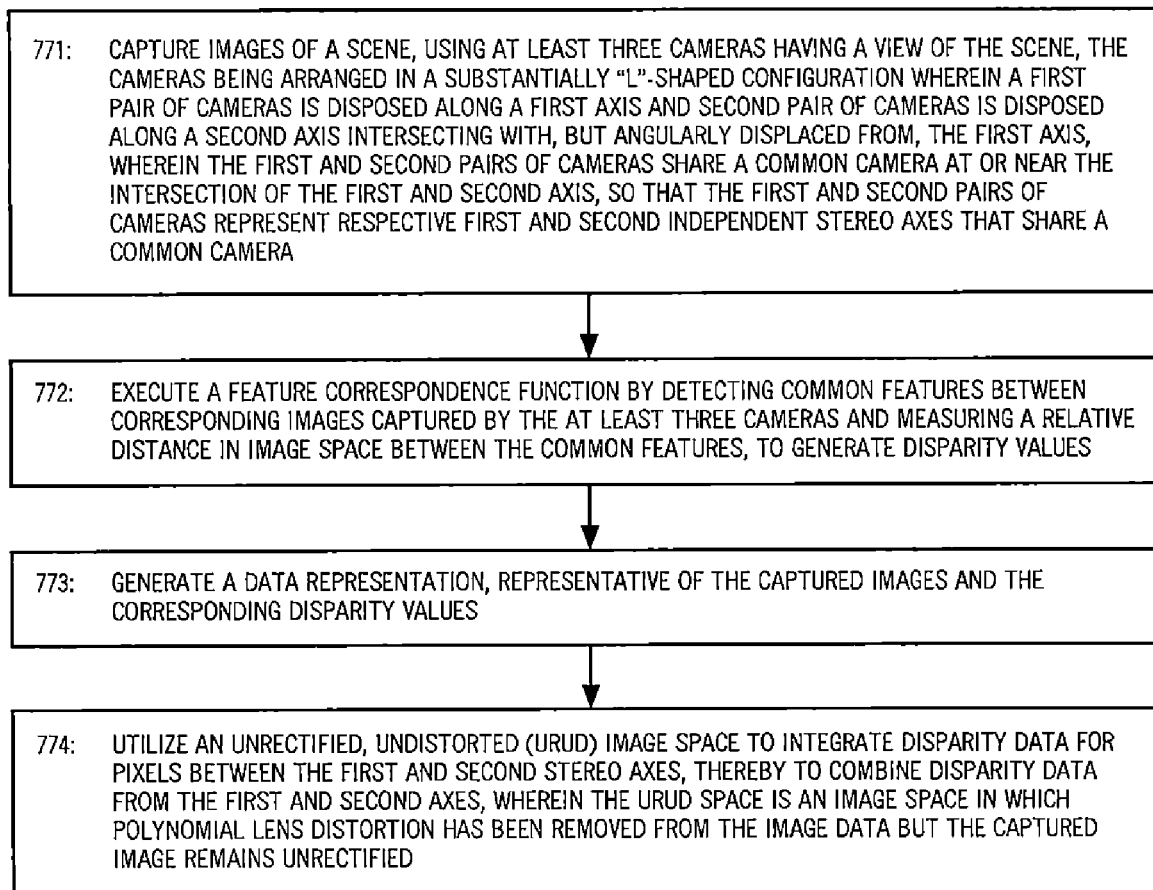 771: CAPTURE IMAGES OF A SCENE, USING AT LEAST THREE CAMERAS HAVING A VIEW OF THE SCENE, THE
CAMERAS BEING ARRANGED IN A SUBSTANTIALLY "L"-SHAPED CONFIGURATION WHEREIN A FIRST
PAIR OF CAMERAS IS DISPOSED ALONG A FIRST AXIS AND SECOND PAIR OF CAMERAS IS DISPOSED
ALONG A SECOND AXIS INTERSECTING WITH, BUT ANGULARLY DISPLACED FROM, THE FIRST AXIS,
WHEREIN THE FIRST AND SECOND PAIRS OF CAMERAS SHARE A COMMON CAMERA AT OR NEAR THE
INTERSECTION OF THE FIRST AND SECOND AXIS, SO THAT THE FIRST AND SECOND PAIRS OF
CAMERAS REPRESENT RESPECTIVE FIRST AND SECOND INDEPENDENT STEREO AXES THAT SHARE A
COMMON CAMERA
772: EXECUTE A FEATURE CORRESPONDENCE FUNCTION BY DETECTING COMMON FEATURES BETWEEN
CORRESPONDING IMAGES CAPTURED BY THE AT LEAST THREE CAMERAS AND MEASURING A RELATIVE
DISTANCE IN IMAGE SPACE BETWEEN THE COMMON FEATURES, TO GENERATE DISPARITY VALUES
773: GENERATE A DATA REPRESENTATION, REPRESENTATIVE OF THE CAPTURED IMAGES AND THE
CORRESPONDING DISPARITY VALUES
774: UTILIZE AN UNRECTIFIED, UNDISTORTED (URUD) IMAGE SPACE TO INTEGRATE DISPARITY DATA FOR
PIXELS BETWEEN THE FIRST AND SECOND STEREO AXES, THEREBY TO COMBINE DISPARITY DATA
FROM THE FIRST AND SECOND AXES, WHEREIN THE URUD SPACE IS AN IMAGE SPACE IN WHICH
POLYNOMIAL LENS DISTORTION HAS BEEN REMOVED FROM THE IMAGE DATA BUT THE CAPTURED
IMAGE REMAINS UNRECTIFIED